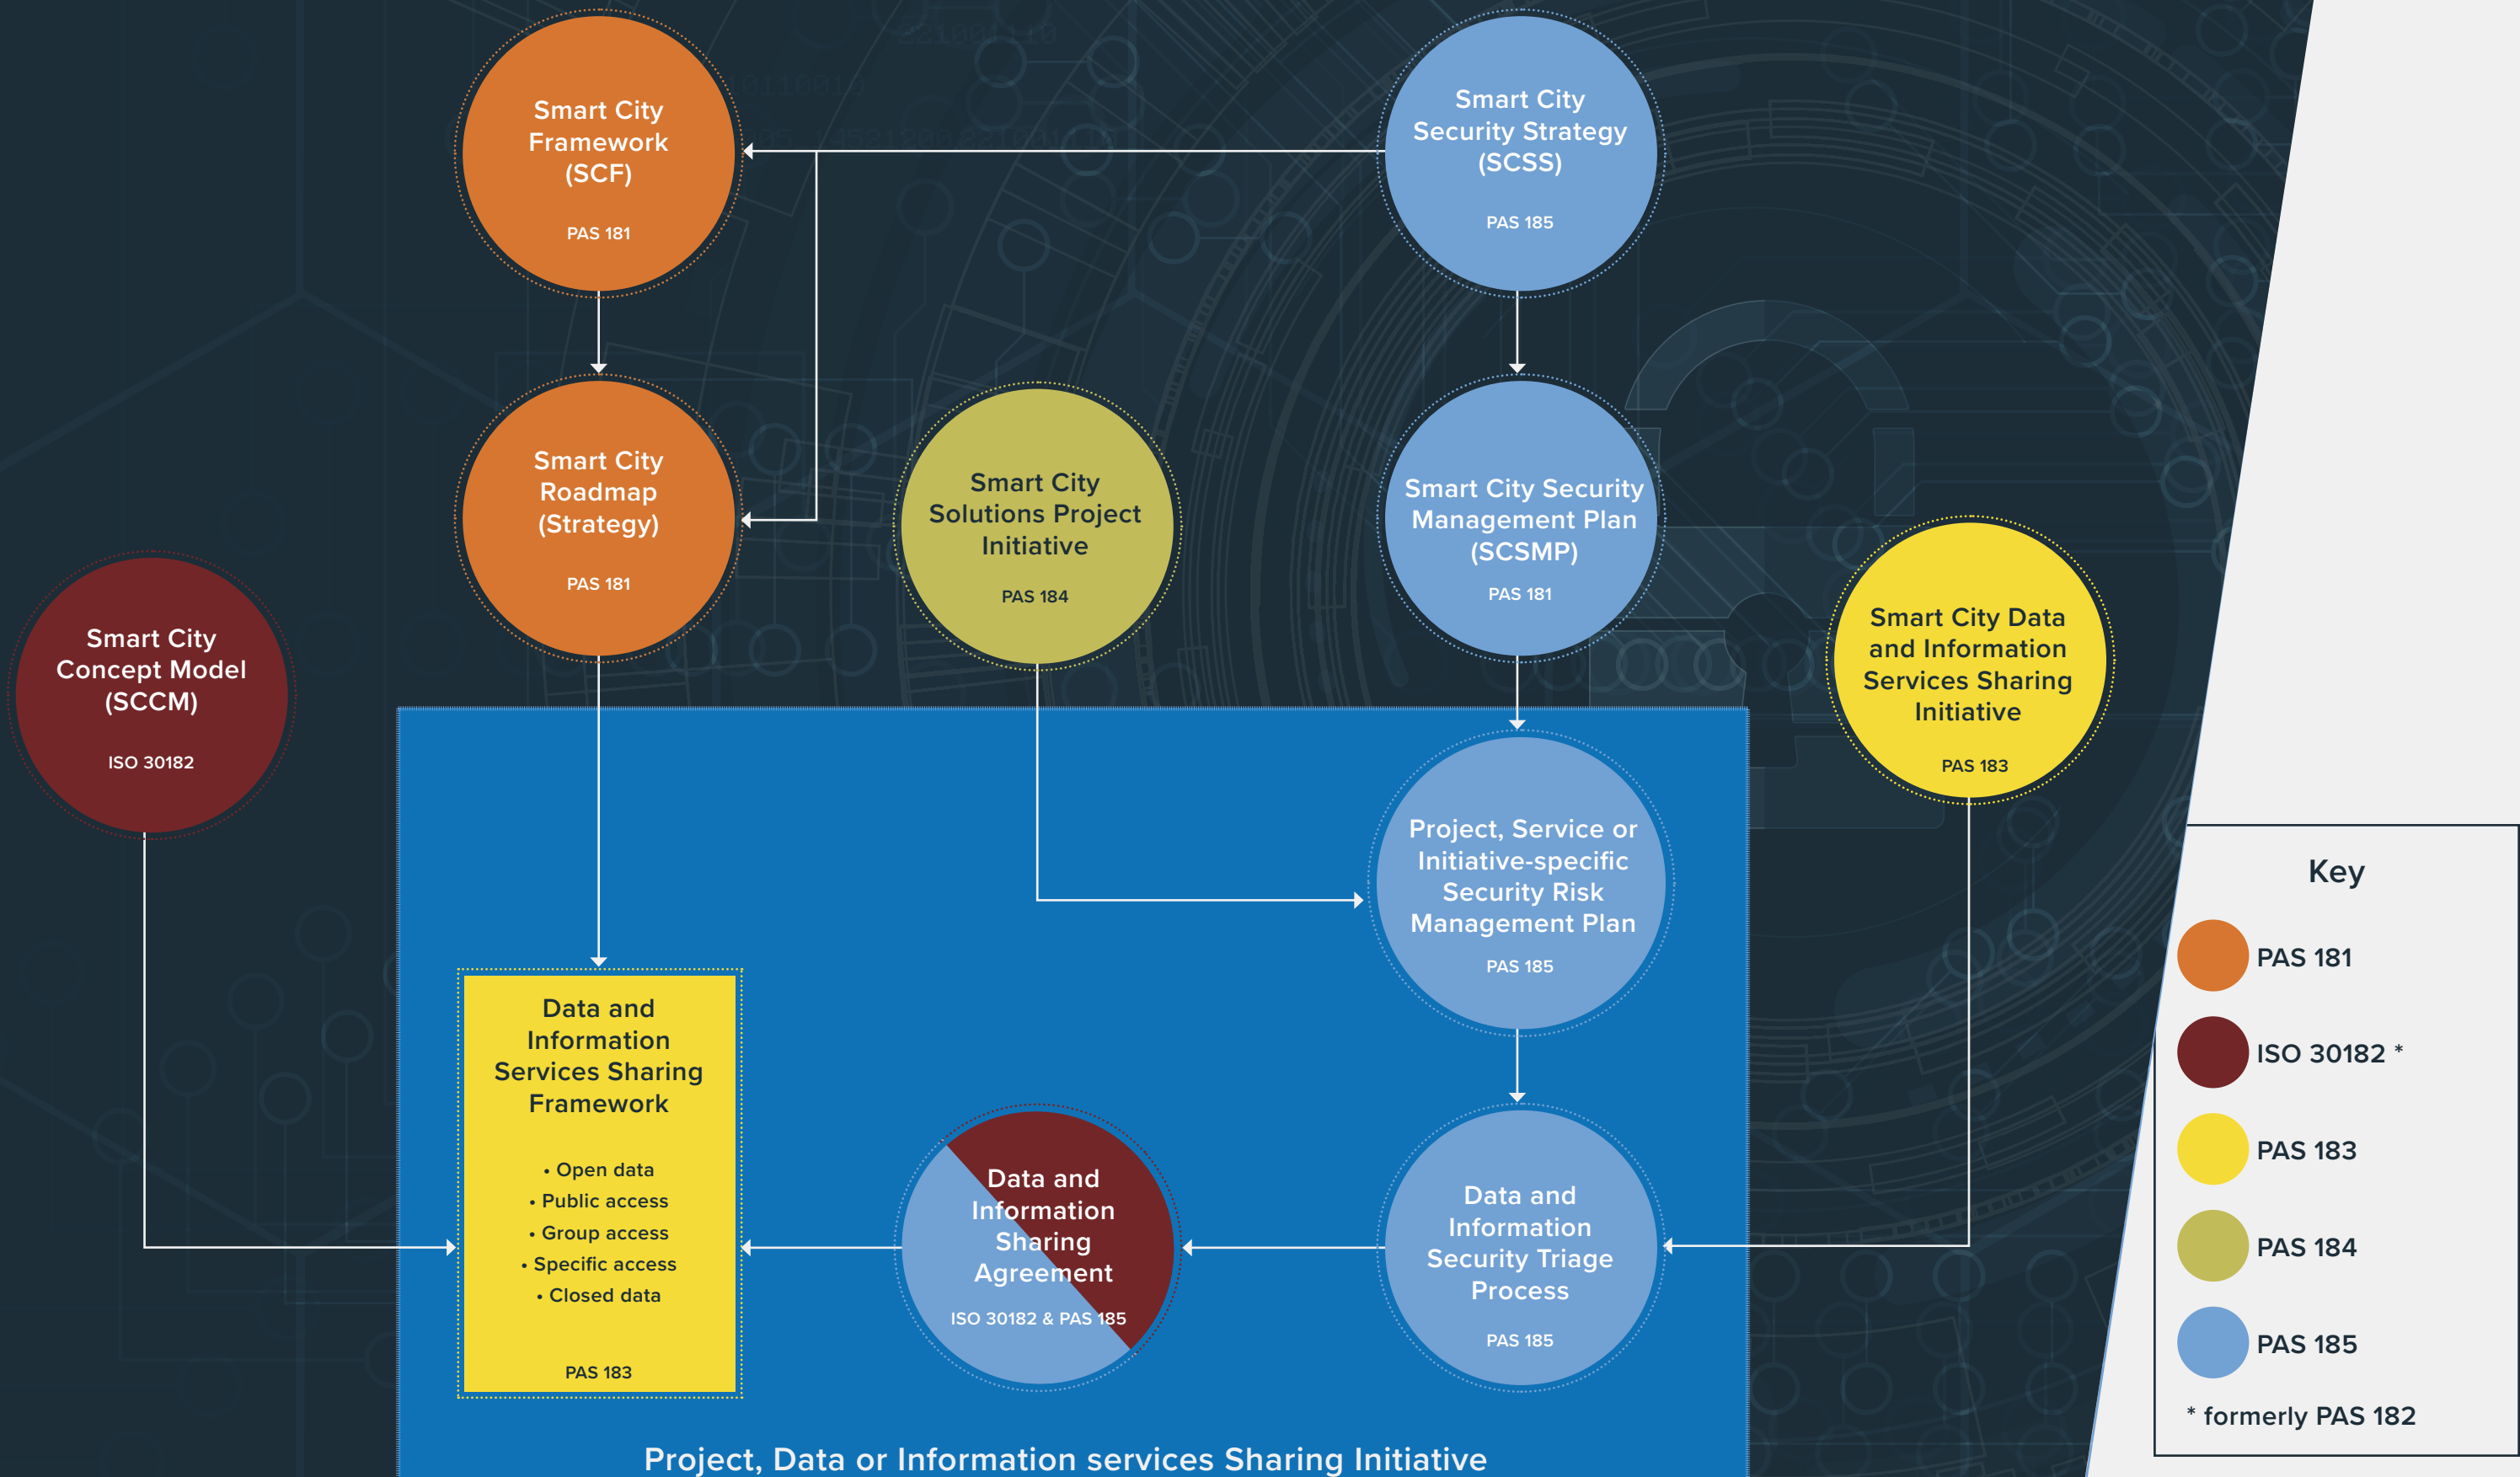 Smart City
Framework
(SCF)
PAS 181
Smart City
Security Strategy
(SCSS)
PAS 185
Smart City
Roadmap
(Strategy)
PAS 181
Smart City
Solutions Project
Initiative
PAS 184
Smart City Security
Management Plan
(SCSMP)
PAS 181
Smart City
Concept Model
(SCCM)
ISO 30182
Smart City Data
and Information
Services Sharing
Initiative
PAS 183
Project, Service or
Initiative-specific
Security Risk
Management Plan
PAS 185
Data and
Information
Services Sharing
Framework
• Open data
• Public access
• Group access
• Specific access
• Closed data
PAS 183
Data and
Information
Sharing
Agreement
ISO 30182 & PAS 185
Data and
Information
Security Triage
Process
PAS 185
Project, Data or Information services Sharing Initiative
Key
PAS 181
ISO 30182 *
PAS 183
PAS 184
PAS 185
* formerly PAS 182